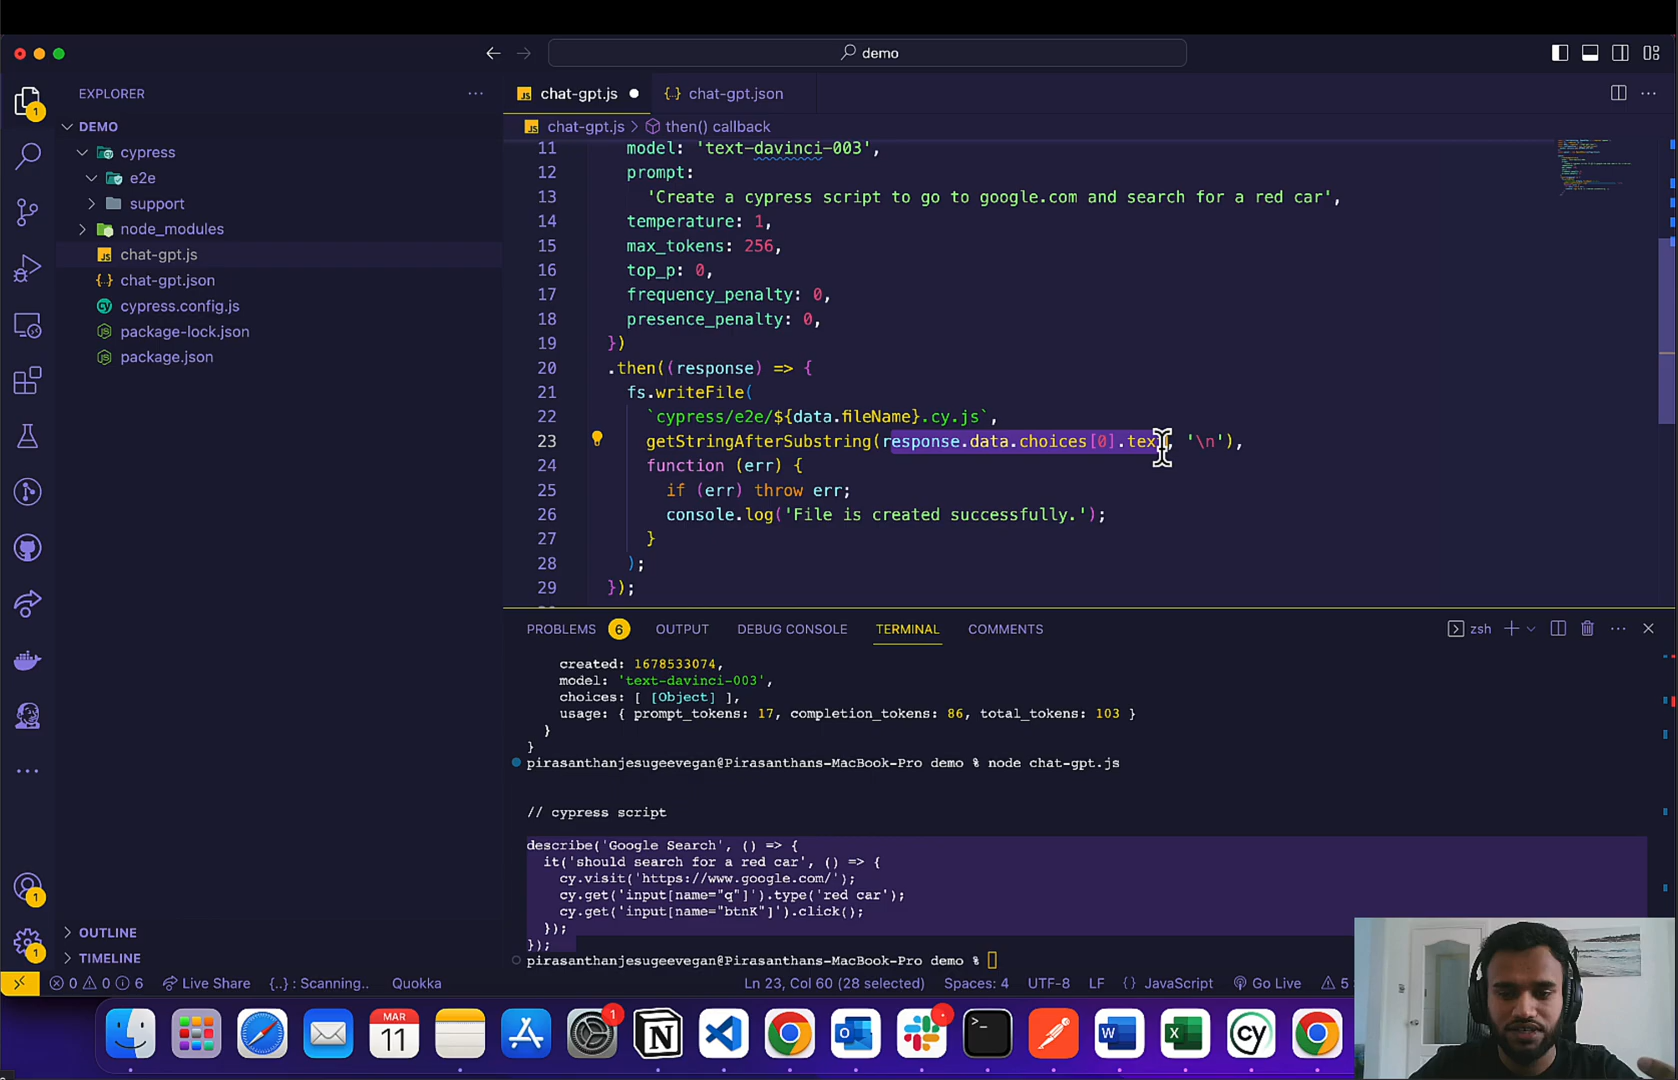 demo
EXPLORER
chat-gpt.js
chat-gpt.json
DEMO
chat-gpt.js > then() callback
cypress
e2e
support
node_modules
chat-gpt.js
chat-gpt.json
cypress.config.js
package-lock.json
package.json
OUTLINE
TIMELINE
11 model: 'text-davinci-003',
12 prompt:
13 'Create a cypress script to go to google.com and search for a red car',
14 temperature: 1,
15 max_tokens: 256,
16 top_p: 0,
17 frequency_penalty: 0,
18 presence_penalty: 0,
19 })
20 .then((response) => {
21 fs.writeFile(
22 `cypress/e2e/${data.fileName}.cy.js`,
23 getStringAfterSubstring(response.data.choices[0].tex, '\n'),
24 function (err) {
25 if (err) throw err;
26 console.log('File is created successfully.');
27 }
28 );
29 });
PROBLEMS 6 OUTPUT DEBUG CONSOLE TERMINAL COMMENTS zsh
created: 1678533074,
model: 'text-davinci-003',
choices: [ [Object] ],
usage: { prompt_tokens: 17, completion_tokens: 86, total_tokens: 103 }
}
}
pirasanthanjesugeevegan@Pirasanthans-MacBook-Pro demo % node chat-gpt.js
// cypress script
describe('Google Search', () => {
it('should search for a red car', () => {
cy.visit('https://www.google.com/');
cy.get('input[name="q"]').type('red car');
cy.get('input[name="btnK"]').click();
});
});
pirasanthanjesugeevegan@Pirasanthans-MacBook-Pro demo %
0 0 6 Live Share {..} : Scanning.. Quokka Ln 23, Col 60 (28 selected) Spaces: 4 UTF-8 LF {} JavaScript Go Live 5
MAR
11
1
cy